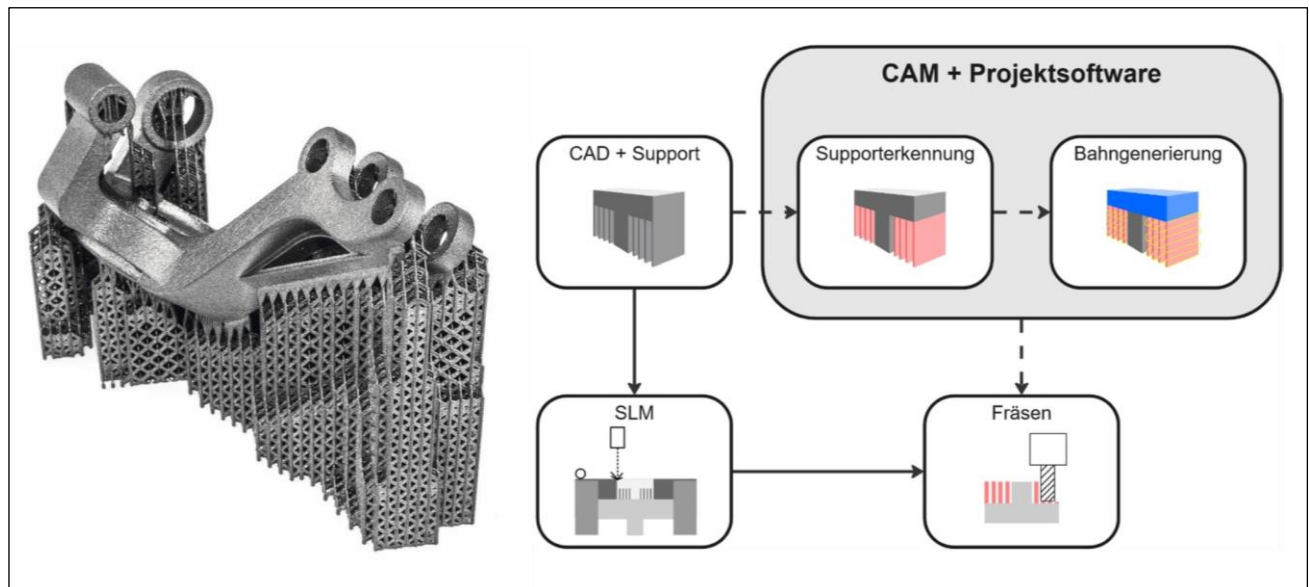 CAM + Projektsoftware
CAD + Support
Supporterkennung
Bahngenerierung
SLM
Fräsen